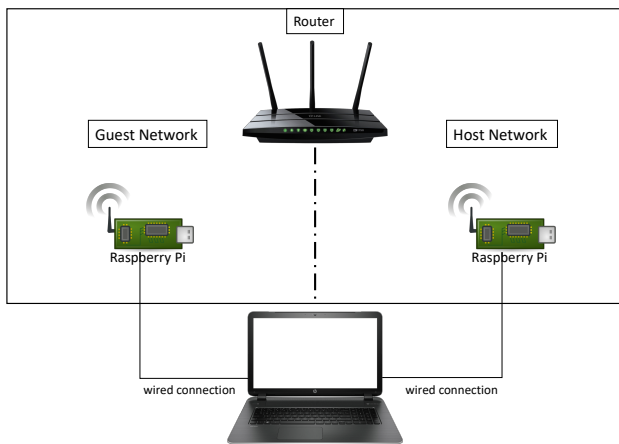 Router
Guest Network
Host Network
Raspberry Pi
Raspberry Pi
wired connection
wired connection